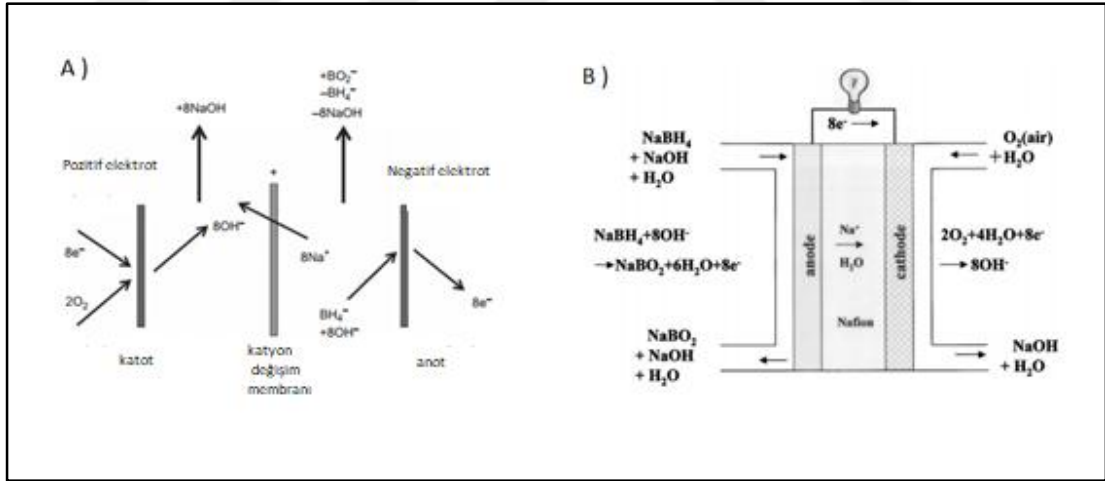 A )
+BO₂⁻
−BH₄⁻
−8NaOH
+8NaOH
Pozitif elektrot
Negatif elektrot
+
8OH⁻
8e⁻
8Na⁺
2O₂
BH₄⁻
+8OH⁻
8e⁻
katot
katyon
değişim
membranı
anot
B )
8e⁻
NaBH₄
+ NaOH
+ H₂O
O₂(air)
+ H₂O
NaBH₄+8OH⁻
→NaBO₂+6H₂O+8e⁻
anode
Na⁺
H₂O
Nafion
cathode
2O₂+4H₂O+8e⁻
→8OH⁻
NaBO₂
+ NaOH
+ H₂O
NaOH
+ H₂O